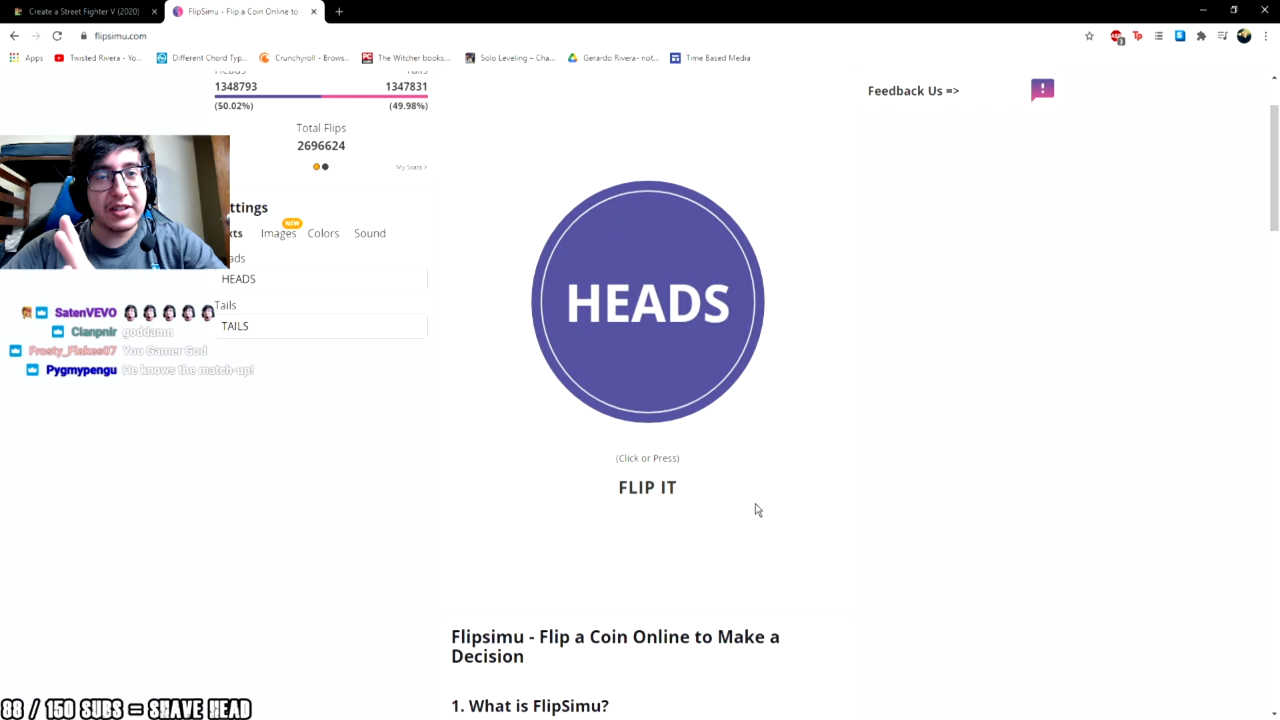 Create a Street Fighter V (2020)
FlipSimu - Flip a Coin Online to
flipsimu.com
Apps
Twisted Rivera - Yo...
Different Chord Typ...
Crunchyroll - Brows...
The Witcher books:...
Solo Leveling – Cha...
Gerardo Rivera- not...
Time Based Media
Heads
Tails
1348793
1347831
(50.02%)
(49.98%)
Total Flips
2696624
My Stats >
Feedback Us =>
ttings
NEW
xts
Images
Colors
Sound
ads
HEADS
Tails
TAILS
HEADS
(Click or Press)
FLIP IT
SatenVEVO
Clanpnlr goddamn
Frosty_Flakes07 You Gamer God
Pygmypengu He knows the match-up!
Flipsimu - Flip a Coin Online to Make a
Decision
1. What is FlipSimu?
88 / 150 SUBS = SHAVE HEAD